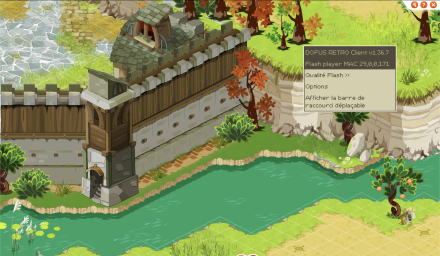 DOFUS RETRO Client v1.36.7
Flash player MAC 29,0,0,171
Qualité Flash >>
Options
Afficher la barre de
raccourd déplaçable